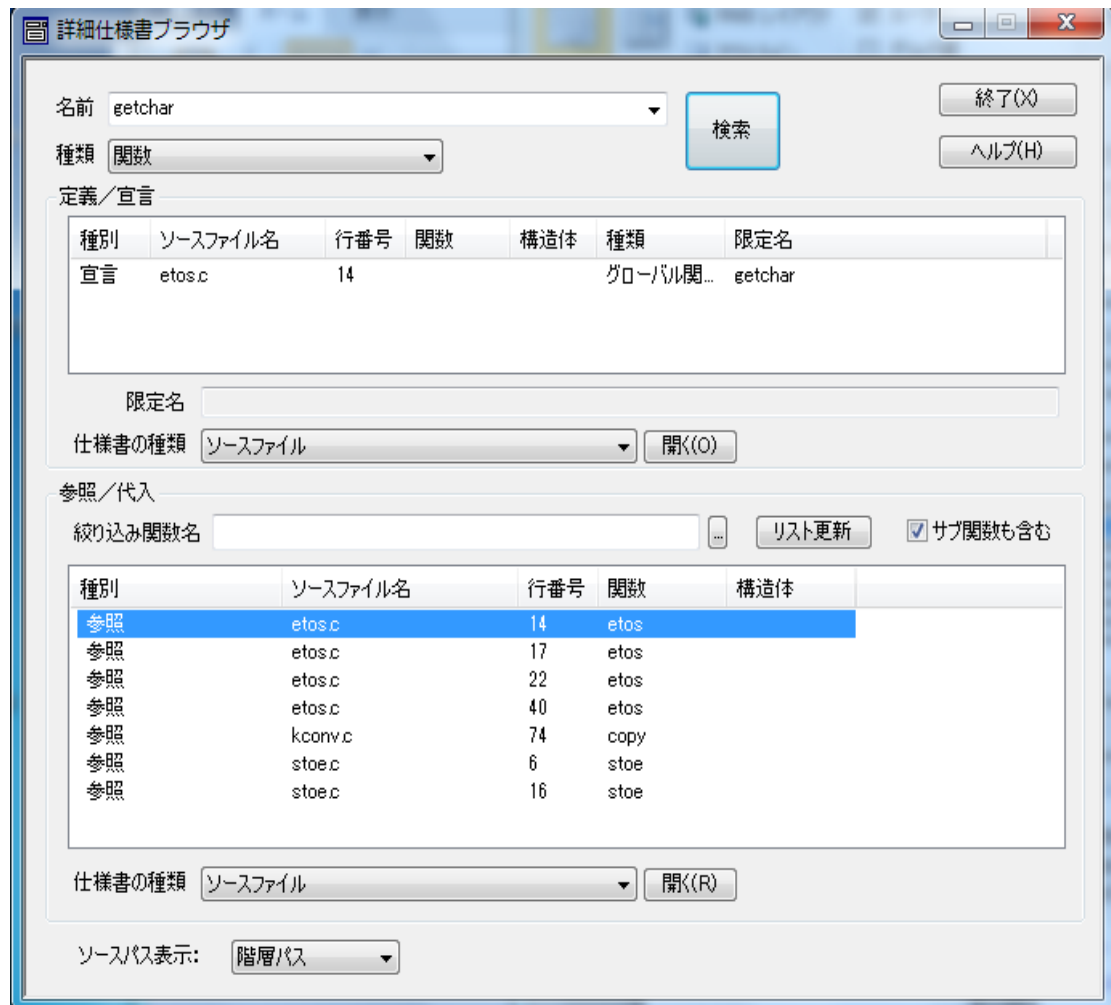 詳細仕様書ブラウザ
名前 getchar
検索
終了(X)
種類 関数
ヘルプ(H)
定義/宣言
種別 ソースファイル名 行番号 関数 構造体 種類 限定名
宣言 etos.c 14 グローバル関... getchar
限定名
仕様書の種類 ソースファイル 開く(O)
参照/代入
絞り込み関数名 ... リスト更新 サブ関数も含む
種別 ソースファイル名 行番号 関数 構造体
参照 etos.c 14 etos
参照 etos.c 17 etos
参照 etos.c 22 etos
参照 etos.c 40 etos
参照 kconv.c 74 copy
参照 stoe.c 6 stoe
参照 stoe.c 16 stoe
仕様書の種類 ソースファイル 開く(R)
ソースパス表示: 階層パス